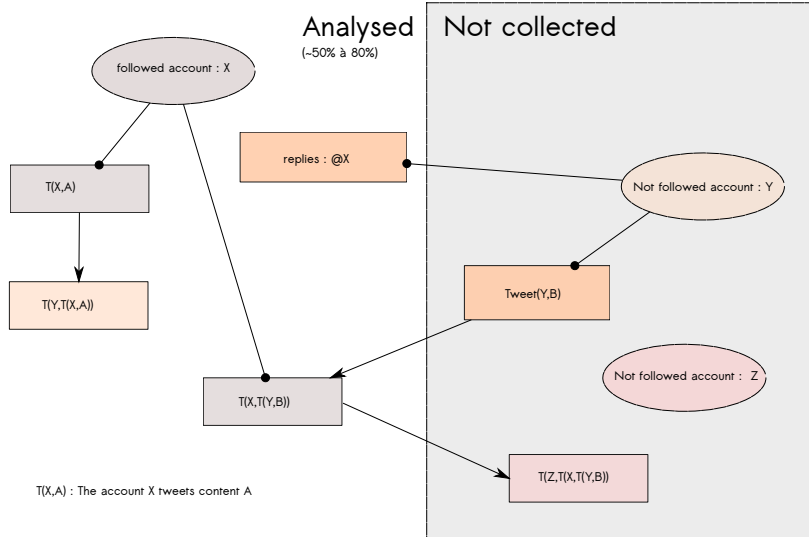 Analysed
Not collected
(~50% à 80%)
followed account : X
replies : @X
T(X,A)
Not followed account : Y
T(Y,T(X,A))
Tweet(Y,B)
Not followed account : Z
T(X,T(Y,B))
T(Z,T(X,T(Y,B))
T(X,A) : The account X tweets content A